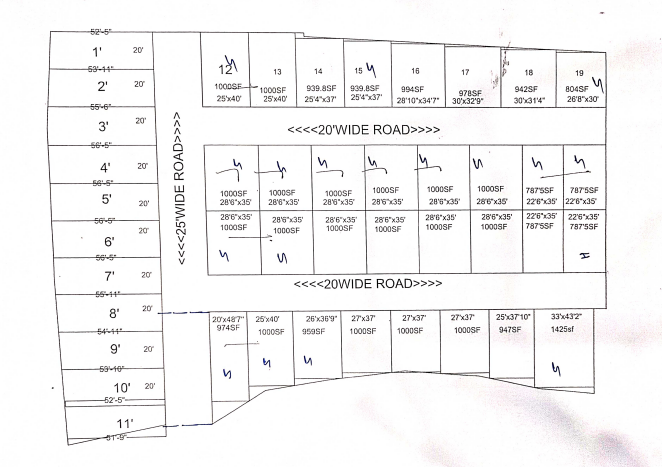 52'-5"
1' 20'
53'-11"
2' 20'
55'-6"
3' 20'
56'-5"
4' 20'
56'-5"
5' 20'
56'-5"
6' 20'
56'-5"
7' 20'
55'-11"
8' 20'
54'-11"
9' 20'
53'-10"
10' 20'
52'-5"
11'
51'-9"
<<<<25'WIDE ROAD>>>>
12 13 14 15 16 17 18 19
1000SF 1000SF 939.8SF 939.8SF 994SF 978SF 942SF 804SF
25'x40' 25'x40' 25'4"x37' 25'4"x37' 28'10"x34'7" 30'x32'9" 30'x31'4" 26'8"x30'
<<<<20'WIDE ROAD>>>>
1000SF 1000SF 1000SF 1000SF 1000SF 1000SF 787'5SF 787'5SF
28'6"x35' 28'6"x35' 28'6"x35' 28'6"x35' 28'6"x35' 28'6"x35' 22'6"x35' 22'6"x35'
28'6"x35' 28'6"x35' 28'6"x35' 28'6"x35' 28'6"x35' 28'6"x35' 22'6"x35' 22'6"x35'
1000SF 1000SF 1000SF 1000SF 1000SF 1000SF 787'5SF 787'5SF
<<<<20WIDE ROAD>>>>
20'x48'7" 25'x40' 26'x36'9" 27'x37' 27'x37' 27'x37' 25'x37'10" 33'x43'2"
974SF 1000SF 959SF 1000SF 1000SF 1000SF 947SF 1425sf